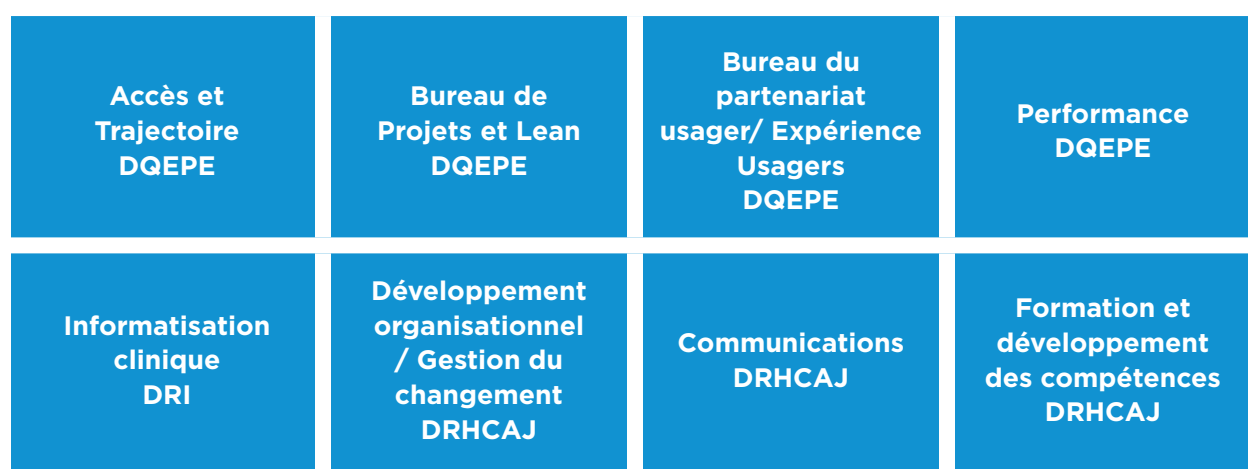 Accès et
Trajectoire
DQEPE
Bureau de
Projets et Lean
DQEPE
Bureau du
partenariat
usager/ Expérience
Usagers
DQEPE
Performance
DQEPE
Informatisation
clinique
DRI
Développement
organisationnel
/ Gestion du
changement
DRHCAJ
Communications
DRHCAJ
Formation et
développement
des compétences
DRHCAJ